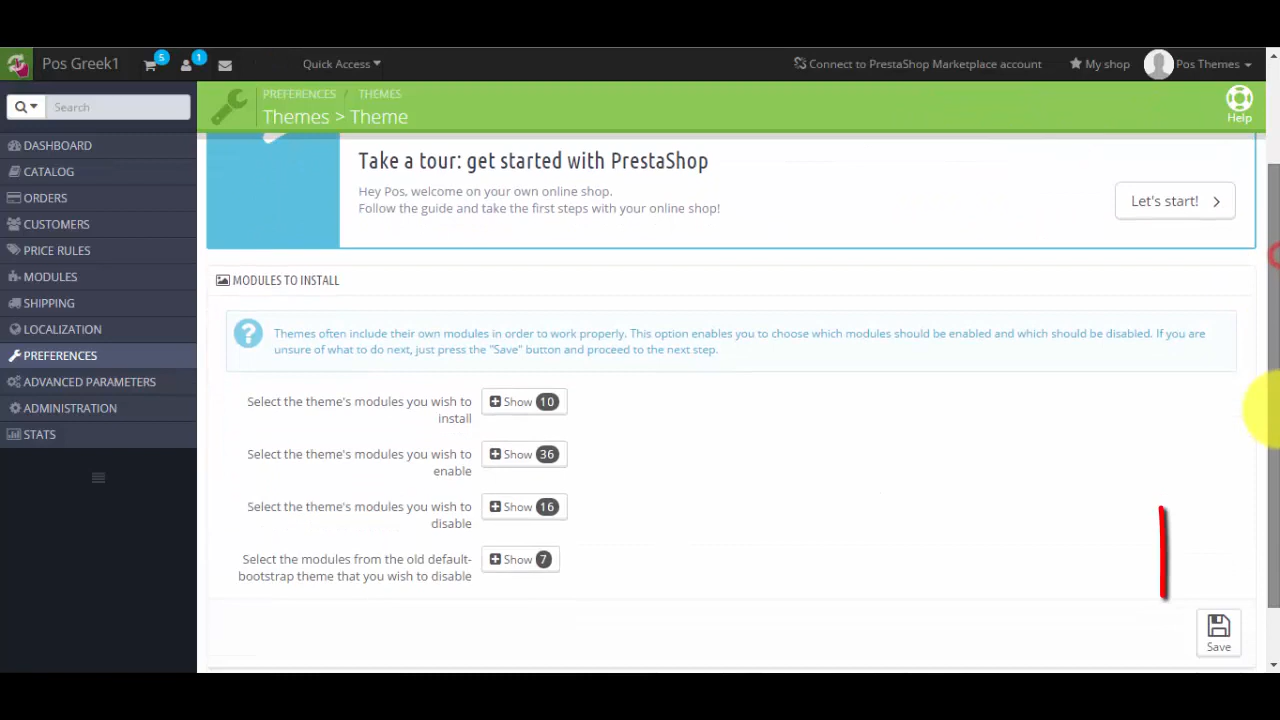 Pos Greek1
5
1
Quick Access
Connect to PrestaShop Marketplace account
My shop
Pos Themes
Search
PREFERENCES / THEMES
Themes > Theme
Help
DASHBOARD
CATALOG
ORDERS
CUSTOMERS
PRICE RULES
MODULES
SHIPPING
LOCALIZATION
PREFERENCES
ADVANCED PARAMETERS
ADMINISTRATION
STATS
Take a tour: get started with PrestaShop
Hey Pos, welcome on your own online shop.
Follow the guide and take the first steps with your online shop!
Let's start!
MODULES TO INSTALL
Themes often include their own modules in order to work properly. This option enables you to choose which modules should be enabled and which should be disabled. If you are
unsure of what to do next, just press the "Save" button and proceed to the next step.
Select the theme's modules you wish to
install
Show 10
Select the theme's modules you wish to
enable
Show 36
Select the theme's modules you wish to
disable
Show 16
Select the modules from the old default-
bootstrap theme that you wish to disable
Show 7
Save